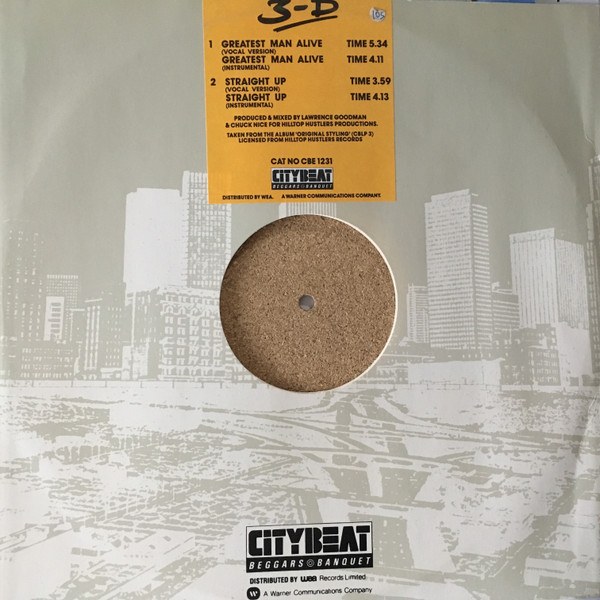 3-D
105
1 GREATEST MAN ALIVE TIME 5.34
(VOCAL VERSION)
GREATEST MAN ALIVE TIME 4.11
(INSTRUMENTAL)
2 STRAIGHT UP TIME 3.59
(VOCAL VERSION)
STRAIGHT UP TIME 4.13
(INSTRUMENTAL)
PRODUCED & MIXED BY LAWRENCE GOODMAN
& CHUCK NICE FOR HILLTOP HUSTLERS PRODUCTIONS.
TAKEN FROM THE ALBUM 'ORIGINAL STYLING' (CBLP 3)
LICENSED FROM HILLTOP HUSTLERS RECORDS
CAT NO CBE 1231
CITYBEAT
BEGGARS BANQUET
DISTRIBUTED BY WEA. A WARNER COMMUNICATIONS COMPANY.
CITYBEAT
BEGGARS BANQUET
DISTRIBUTED BY wea Records Limited
A Warner Communications Company